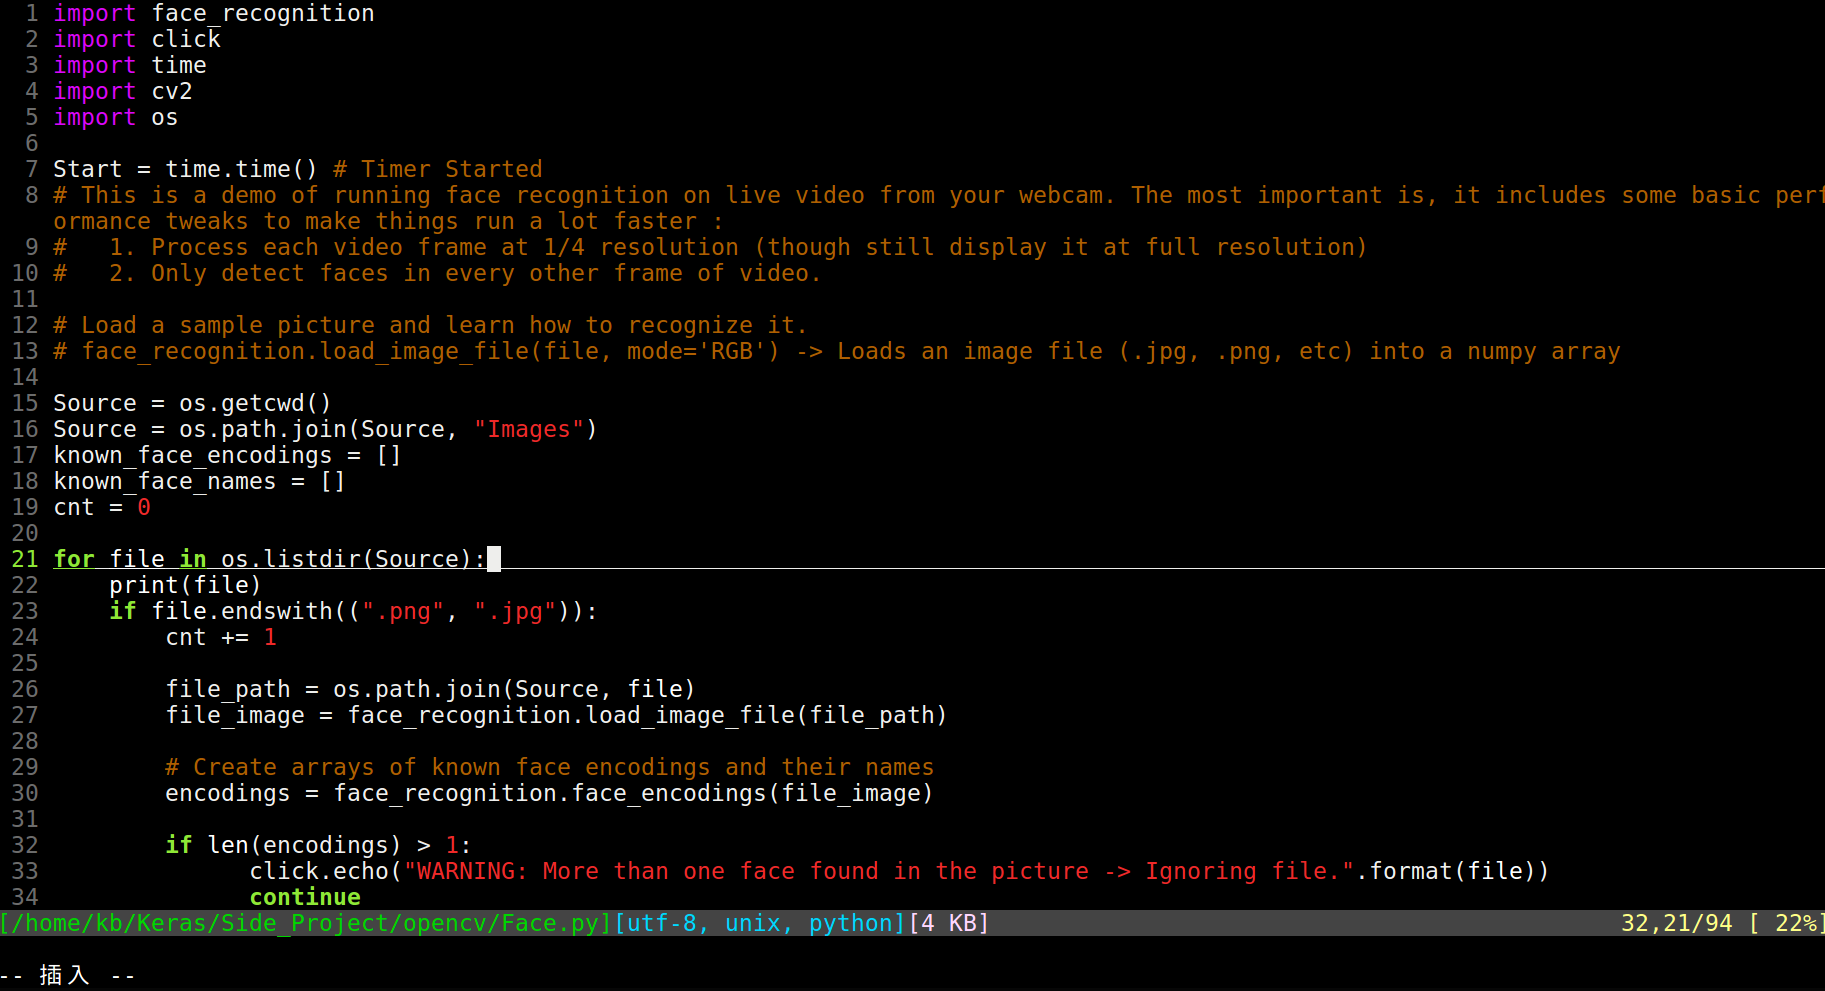 1 import face_recognition
2 import click
3 import time
4 import cv2
5 import os
6
7 Start = time.time() # Timer Started
8 # This is a demo of running face recognition on live video from your webcam. The most important is, it includes some basic perf
ormance tweaks to make things run a lot faster :
9 #   1. Process each video frame at 1/4 resolution (though still display it at full resolution)
10 #   2. Only detect faces in every other frame of video.
11
12 # Load a sample picture and learn how to recognize it.
13 # face_recognition.load_image_file(file, mode='RGB') -> Loads an image file (.jpg, .png, etc) into a numpy array
14
15 Source = os.getcwd()
16 Source = os.path.join(Source, "Images")
17 known_face_encodings = []
18 known_face_names = []
19 cnt = 0
20
21 for file in os.listdir(Source):
22     print(file)
23     if file.endswith((".png", ".jpg")):
24         cnt += 1
25
26         file_path = os.path.join(Source, file)
27         file_image = face_recognition.load_image_file(file_path)
28
29         # Create arrays of known face encodings and their names
30         encodings = face_recognition.face_encodings(file_image)
31
32         if len(encodings) > 1:
33               click.echo("WARNING: More than one face found in the picture -> Ignoring file.".format(file))
34               continue
[/home/kb/Keras/Side_Project/opencv/Face.py][utf-8, unix, python][4 KB] 32,21/94 [ 22%]
-- 插入 --